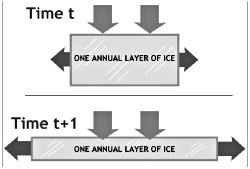 Time t
ONE ANNUAL LAYER OF ICE
Time t+1
ONE ANNUAL LAYER OF ICE